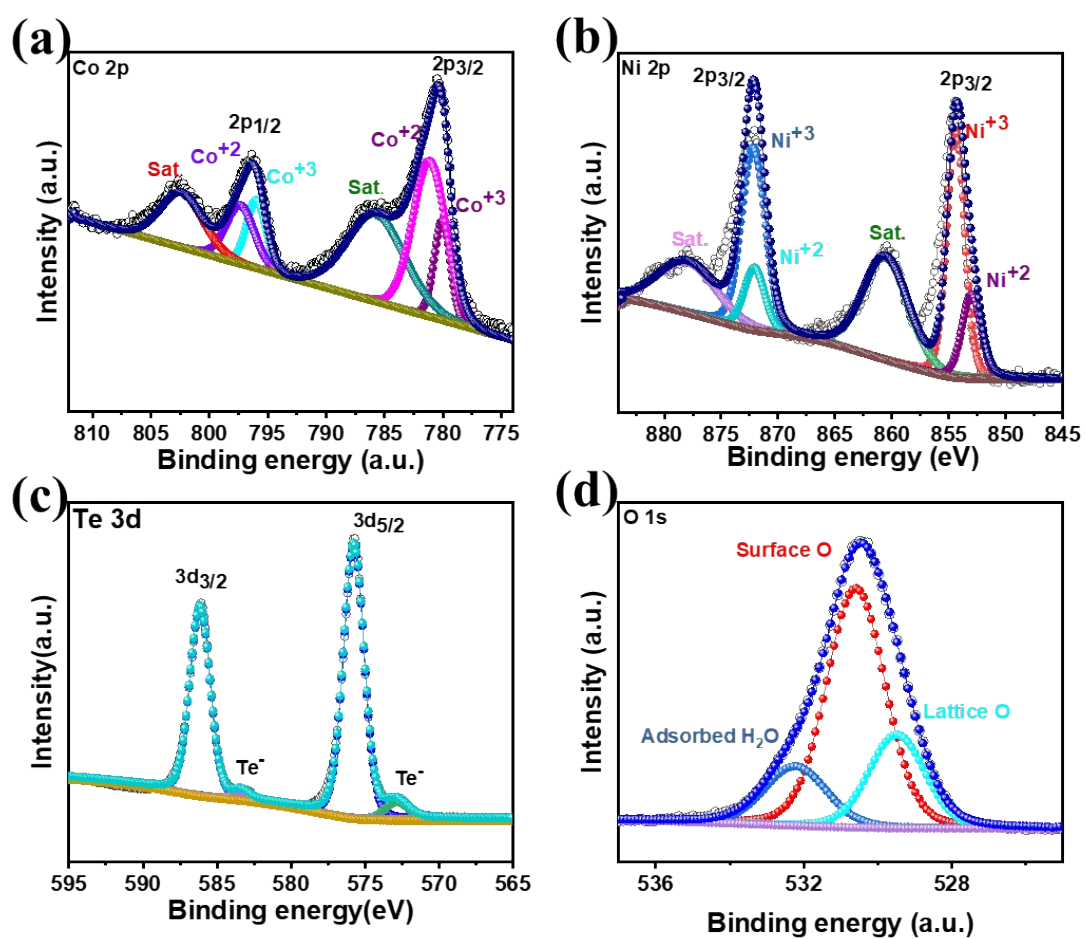 (a)
Co 2p
2p3/2
2p1/2
Co+2
Sat.
Co+2
Co+3
Sat.
Co+3
Intensity (a.u.)
810 805 800 795 790 785 780 775
Binding energy (a.u.)
(b)
Ni 2p
2p3/2
2p3/2
Ni+3
Ni+3
Sat.
Sat.
Ni+2
Ni+2
Intensity (a.u.)
880 875 870 865 860 855 850 845
Binding energy (eV)
(c)
Te 3d
3d5/2
3d3/2
Te-
Te-
Intensity(a.u.)
595 590 585 580 575 570 565
Binding energy(eV)
(d)
O 1s
Surface O
Lattice O
Adsorbed H2O
Intensity (a.u.)
536 532 528
Binding energy (a.u.)